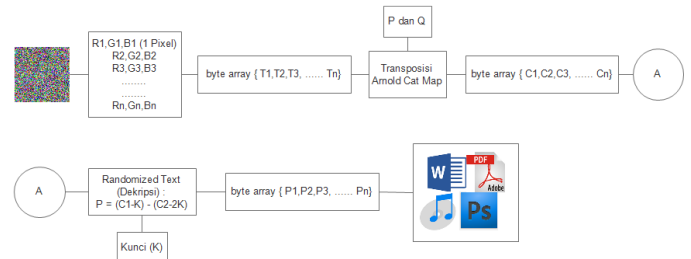 P dan Q
R1,G1,B1 (1 Pixel)
R2,G2,B2
R3,G3,B3
........
........
Rn,Gn,Bn
byte array { T1,T2,T3, ...... Tn}
Transposisi
Arnold Cat Map
byte array { C1,C2,C3, ...... Cn}
A
A
Randomized Text
(Dekripsi) :
P = (C1-K) - (C2-2K)
byte array { P1,P2,P3, ...... Pn}
W
PDF
Adobe
Ps
Kunci (K)